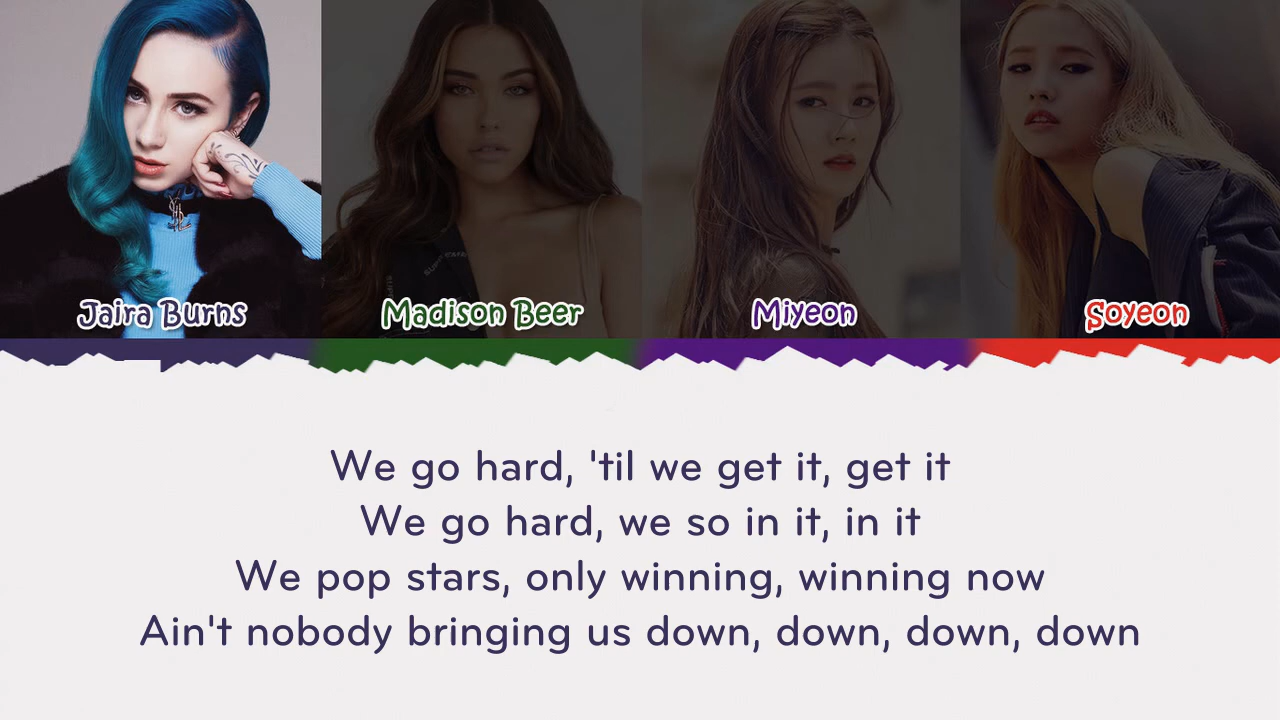 Jaira Burns
Madison Beer
Miyeon
Soyeon
We go hard, 'til we get it, get it
We go hard, we so in it, in it
We pop stars, only winning, winning now
Ain't nobody bringing us down, down, down, down